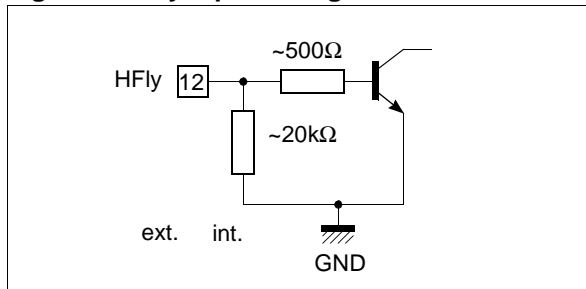 ~500Ω
HFly 12
~20kΩ
ext. int.
GND